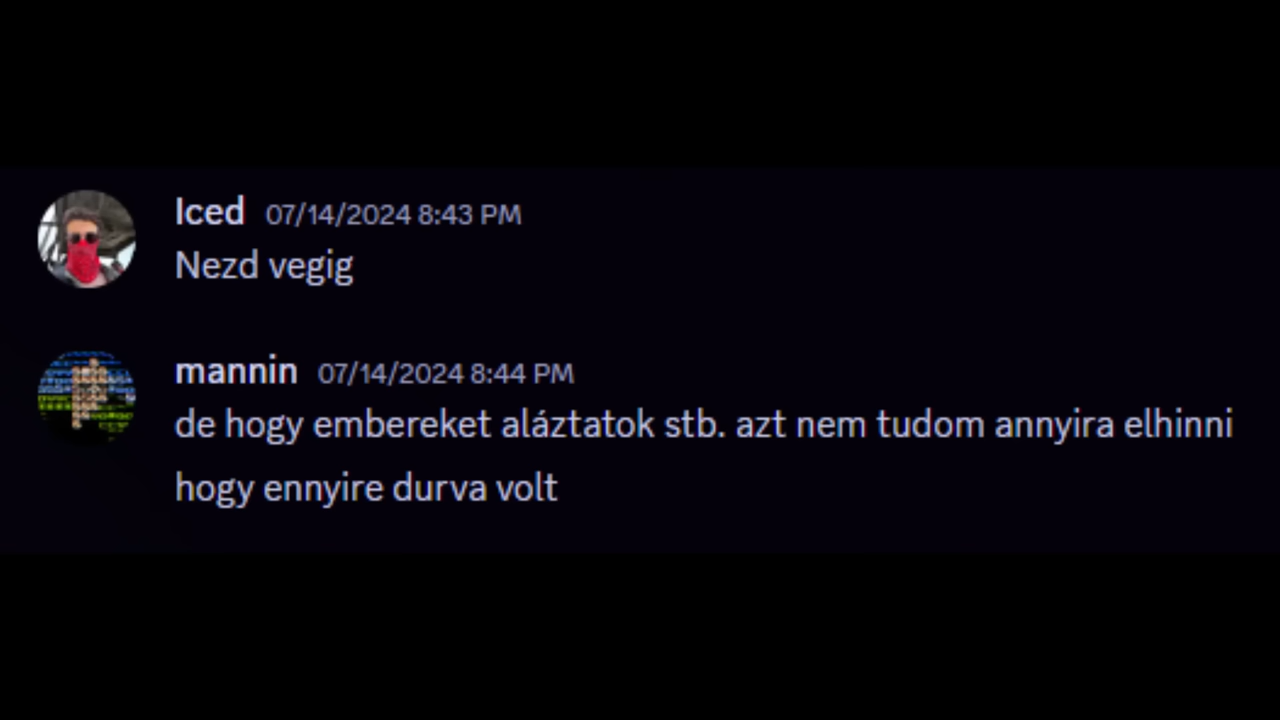 Iced 07/14/2024 8:43 PM
Nezd vegig
mannin 07/14/2024 8:44 PM
de hogy embereket aláztatok stb. azt nem tudom annyira elhinni
hogy ennyire durva volt